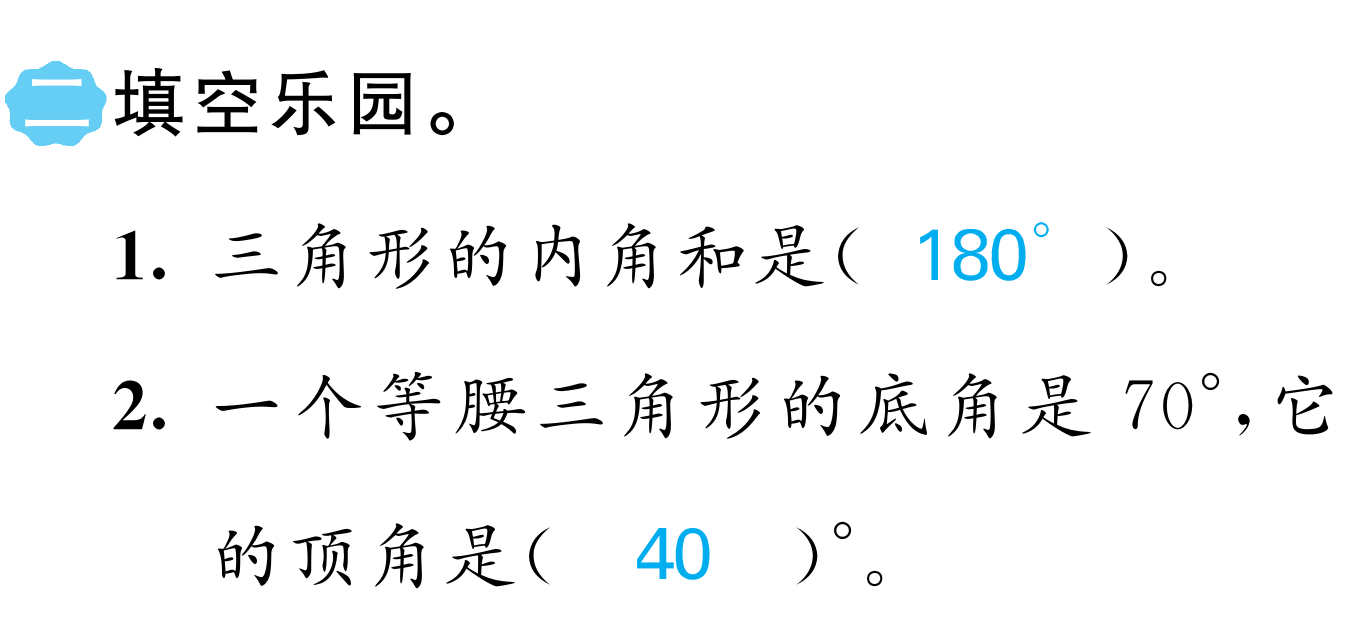 二 填空乐园。
1. 三角形的内角和是( 180° )。
2. 一个等腰三角形的底角是 70°,它
的顶角是( 40 )°。